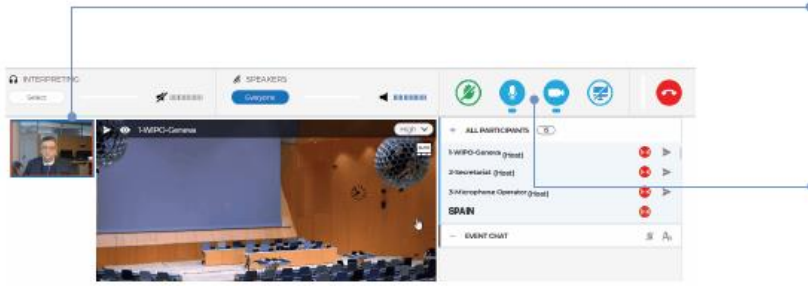 INTERPRETING
Select
SPEAKERS
Everyone
1-WIPO-Geneva
High
ALL PARTICIPANTS
1-WIPO-Geneva (Host)
2-Secretariat (Host)
3-Microphone Operator (Host)
SPAIN
EVENT CHAT